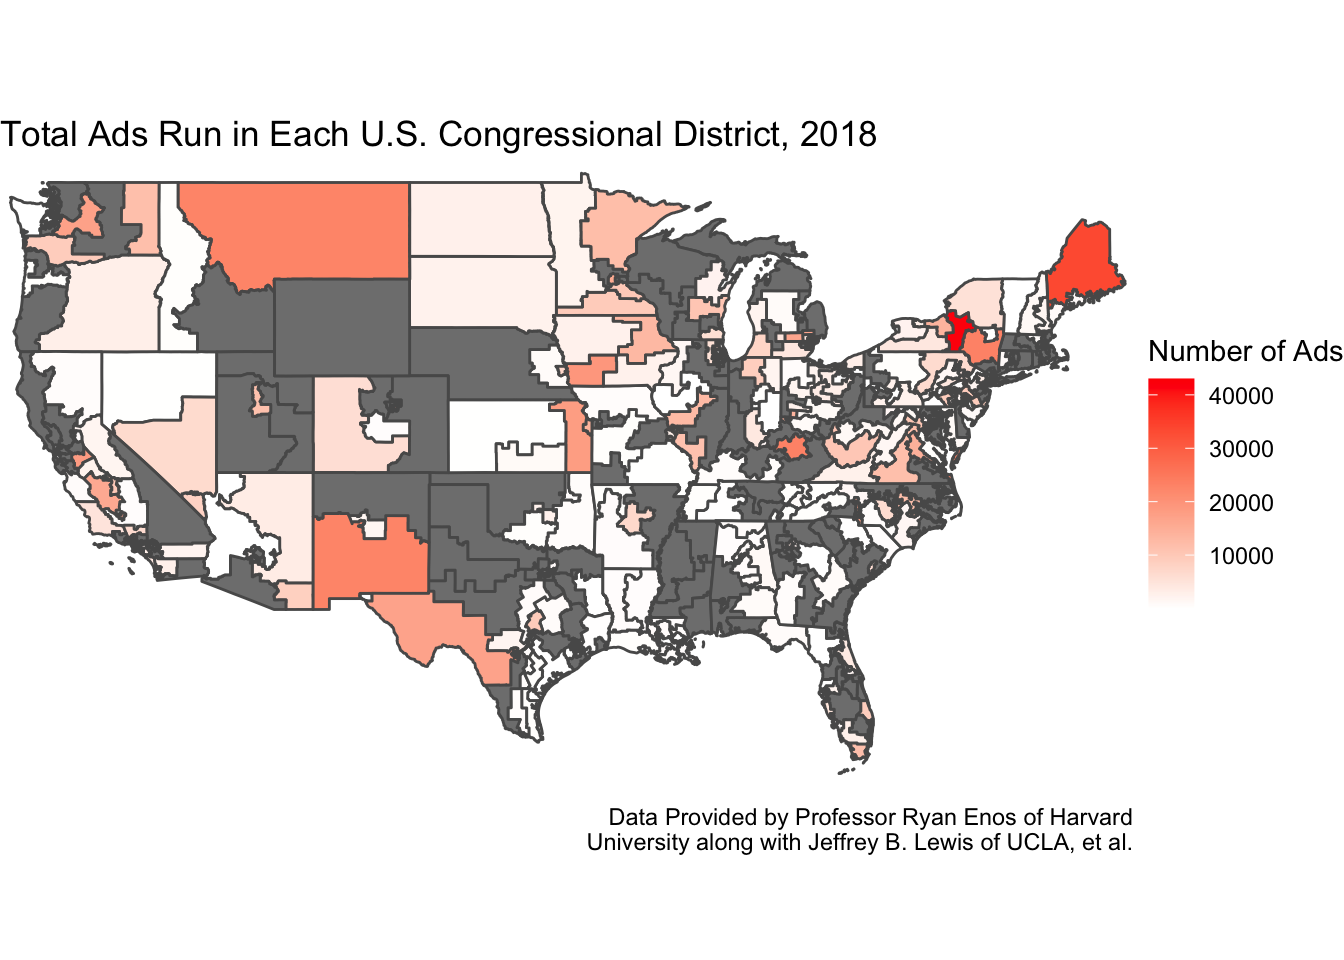 Total Ads Run in Each U.S. Congressional District, 2018
Number of Ads
40000
30000
20000
10000
Data Provided by Professor Ryan Enos of Harvard
University along with Jeffrey B. Lewis of UCLA, et al.